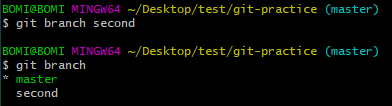 BOMI@BOMI MINGW64 ~/Desktop/test/git-practice (master)
$ git branch second
BOMI@BOMI MINGW64 ~/Desktop/test/git-practice (master)
$ git branch
* master
  second